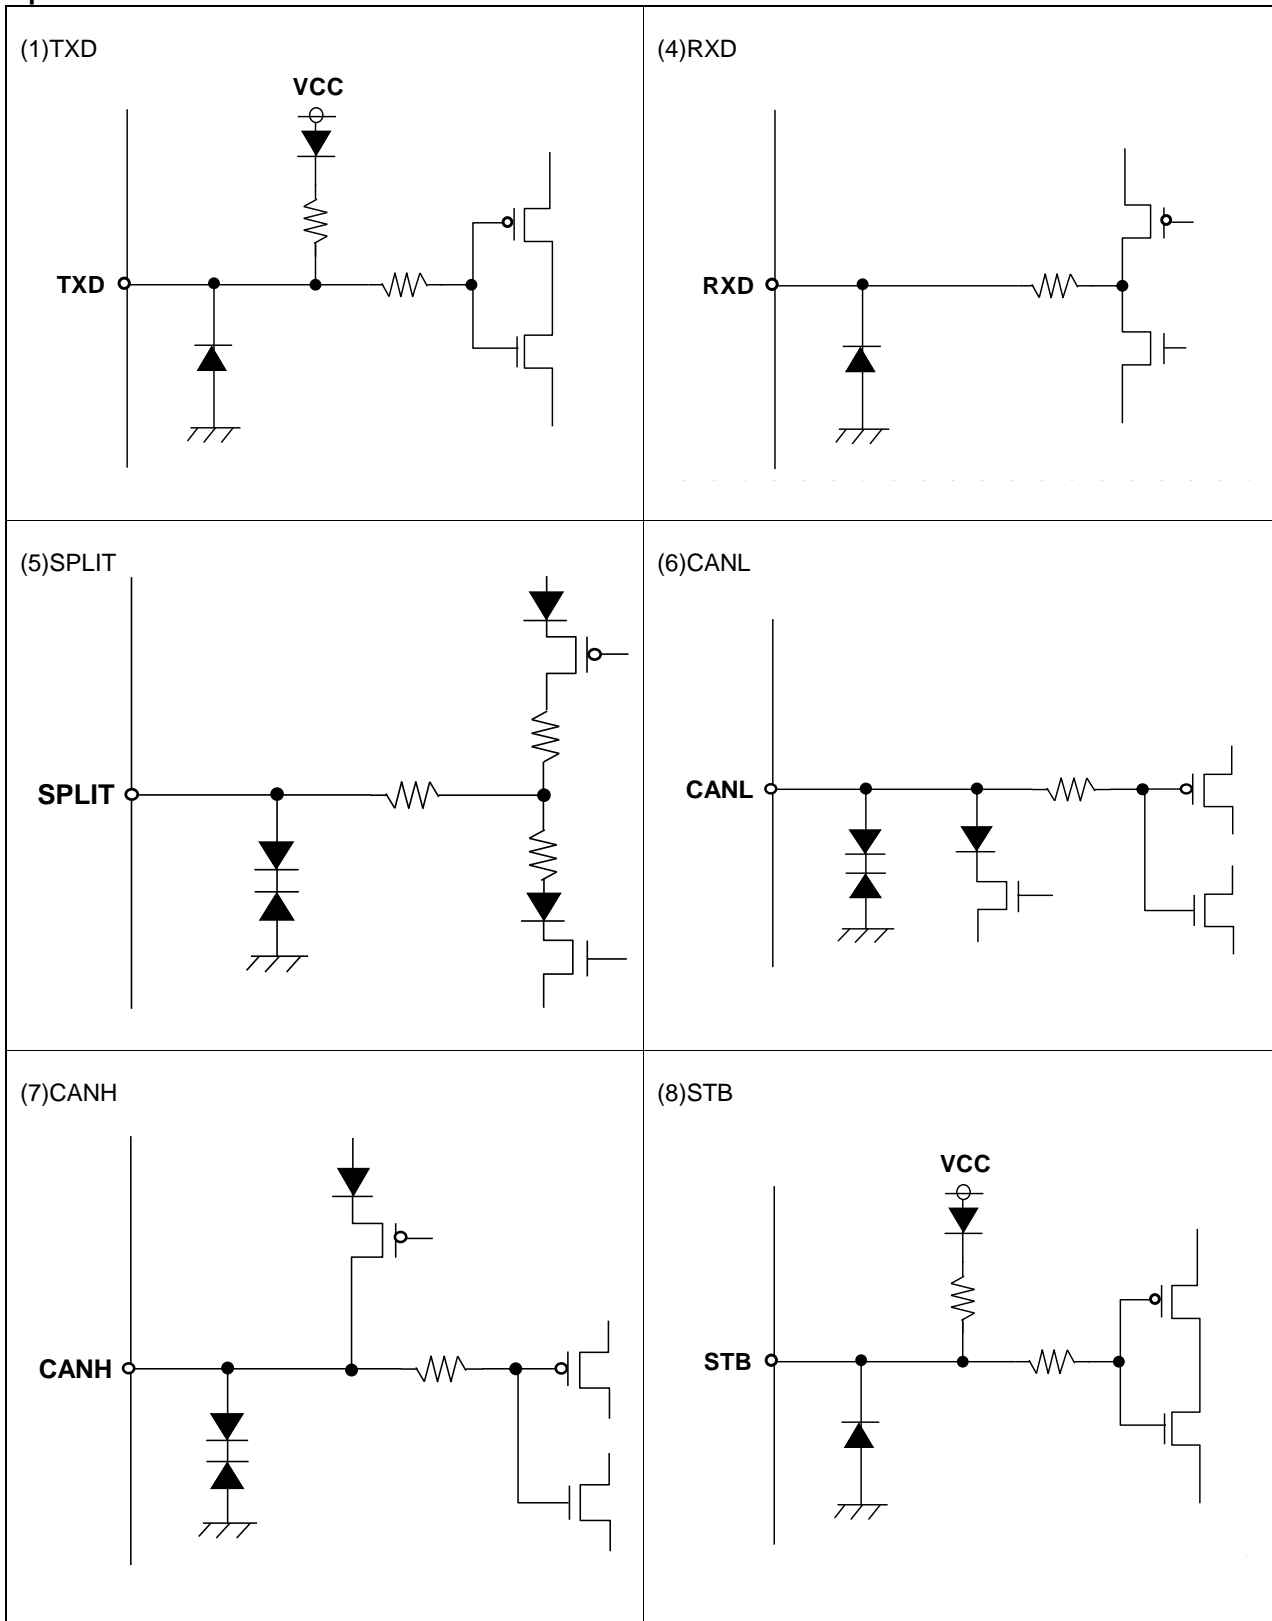 (1)TXD
VCC
TXD
(4)RXD
RXD
(5)SPLIT
SPLIT
(6)CANL
CANL
(7)CANH
CANH
(8)STB
VCC
STB